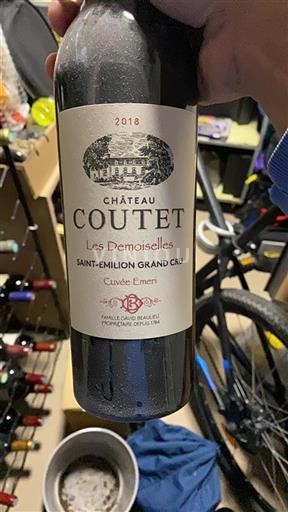 2018
CHÂTEAU
COUTET
Les Demoiselles
SAINT-EMILION GRAND CRU
Cuvée Emeri
FAMILLE DAVID BEAULIEU
PROPRIÉTAIRE DEPUIS 1784